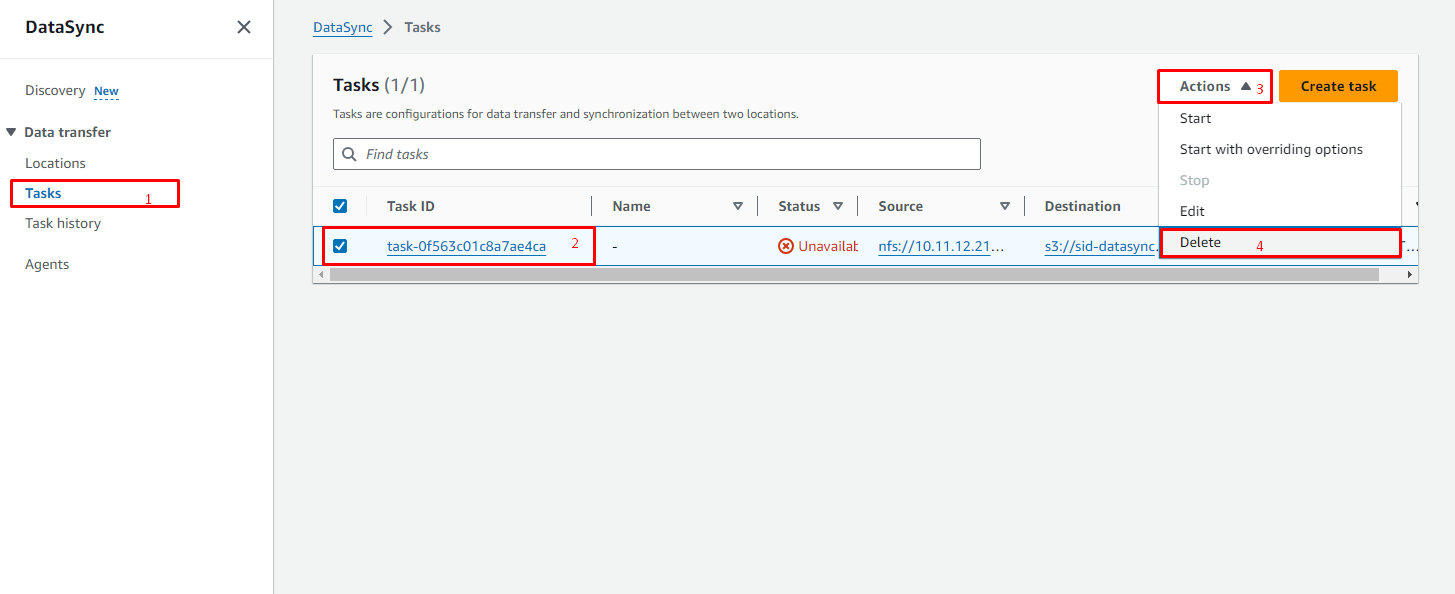 DataSync
Discovery New
Data transfer
Locations
Tasks 1
Task history
Agents
DataSync > Tasks
Tasks (1/1)
Tasks are configurations for data transfer and synchronization between two locations.
Find tasks
Actions 3
Create task
Start
Start with overriding options
Stop
Edit
Delete 4
Task ID Name Status Source Destination
task-0f563c01c8a7ae4ca 2 - Unavailab nfs://10.11.12.21... s3://sid-datasync.